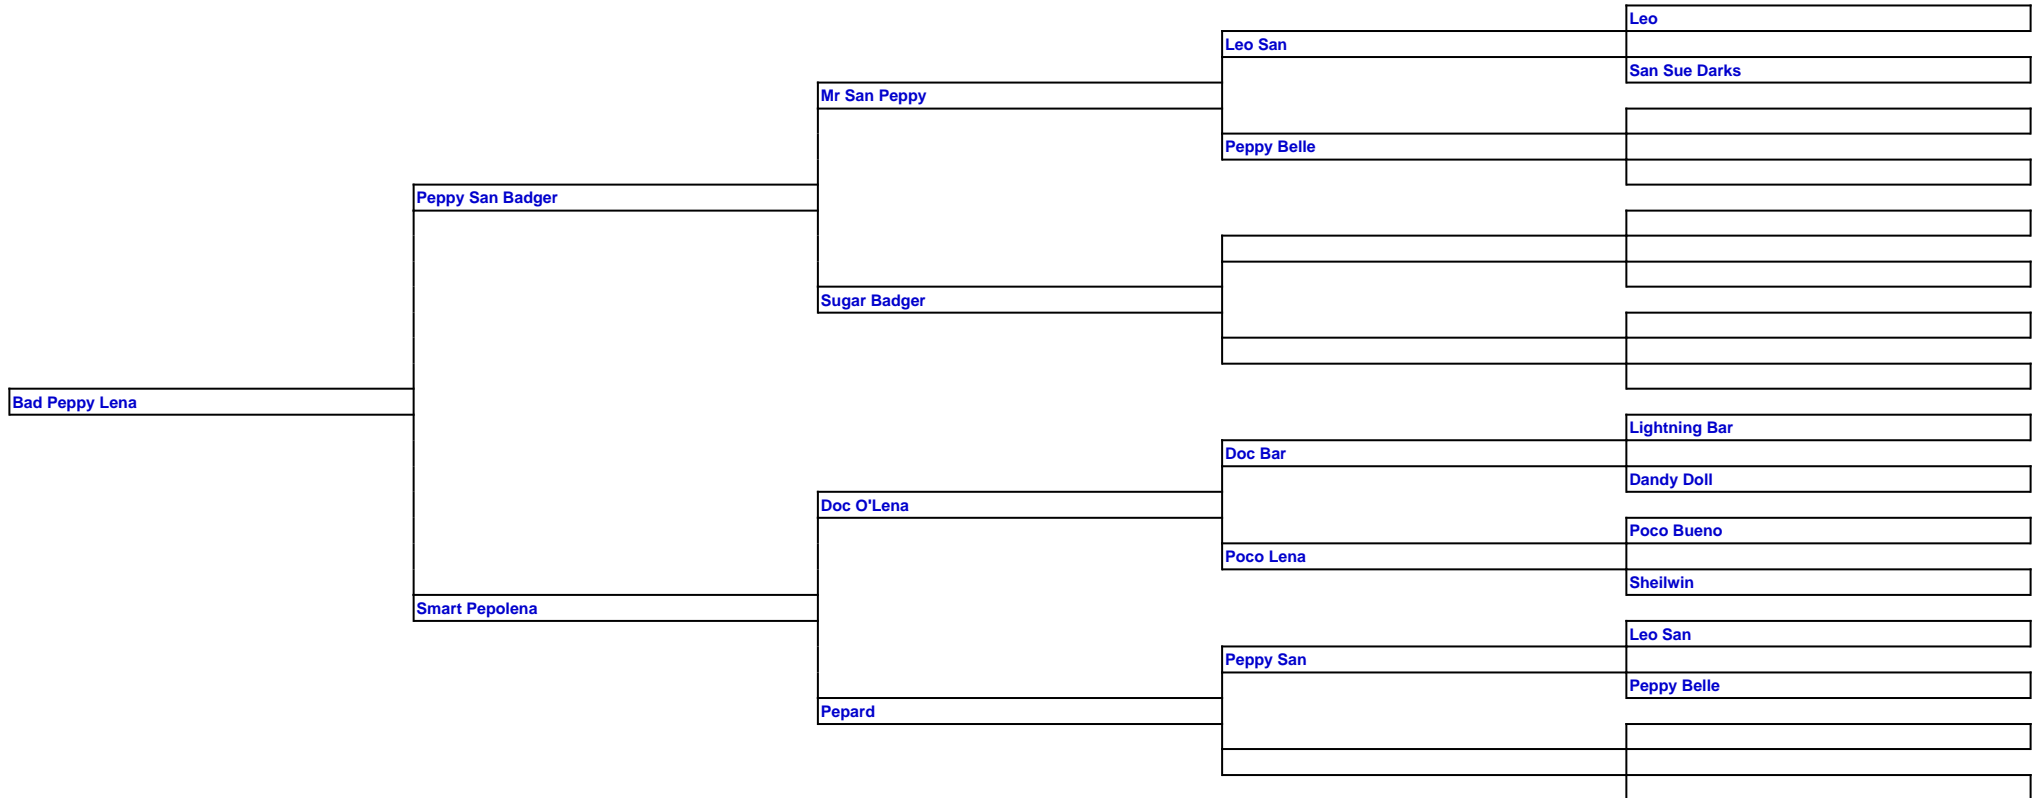 Leo
Leo San
San Sue Darks
Mr San Peppy
Peppy Belle
Peppy San Badger
Sugar Badger
Bad Peppy Lena
Lightning Bar
Doc Bar
Dandy Doll
Doc O'Lena
Poco Bueno
Poco Lena
Sheilwin
Smart Pepolena
Leo San
Peppy San
Peppy Belle
Pepard